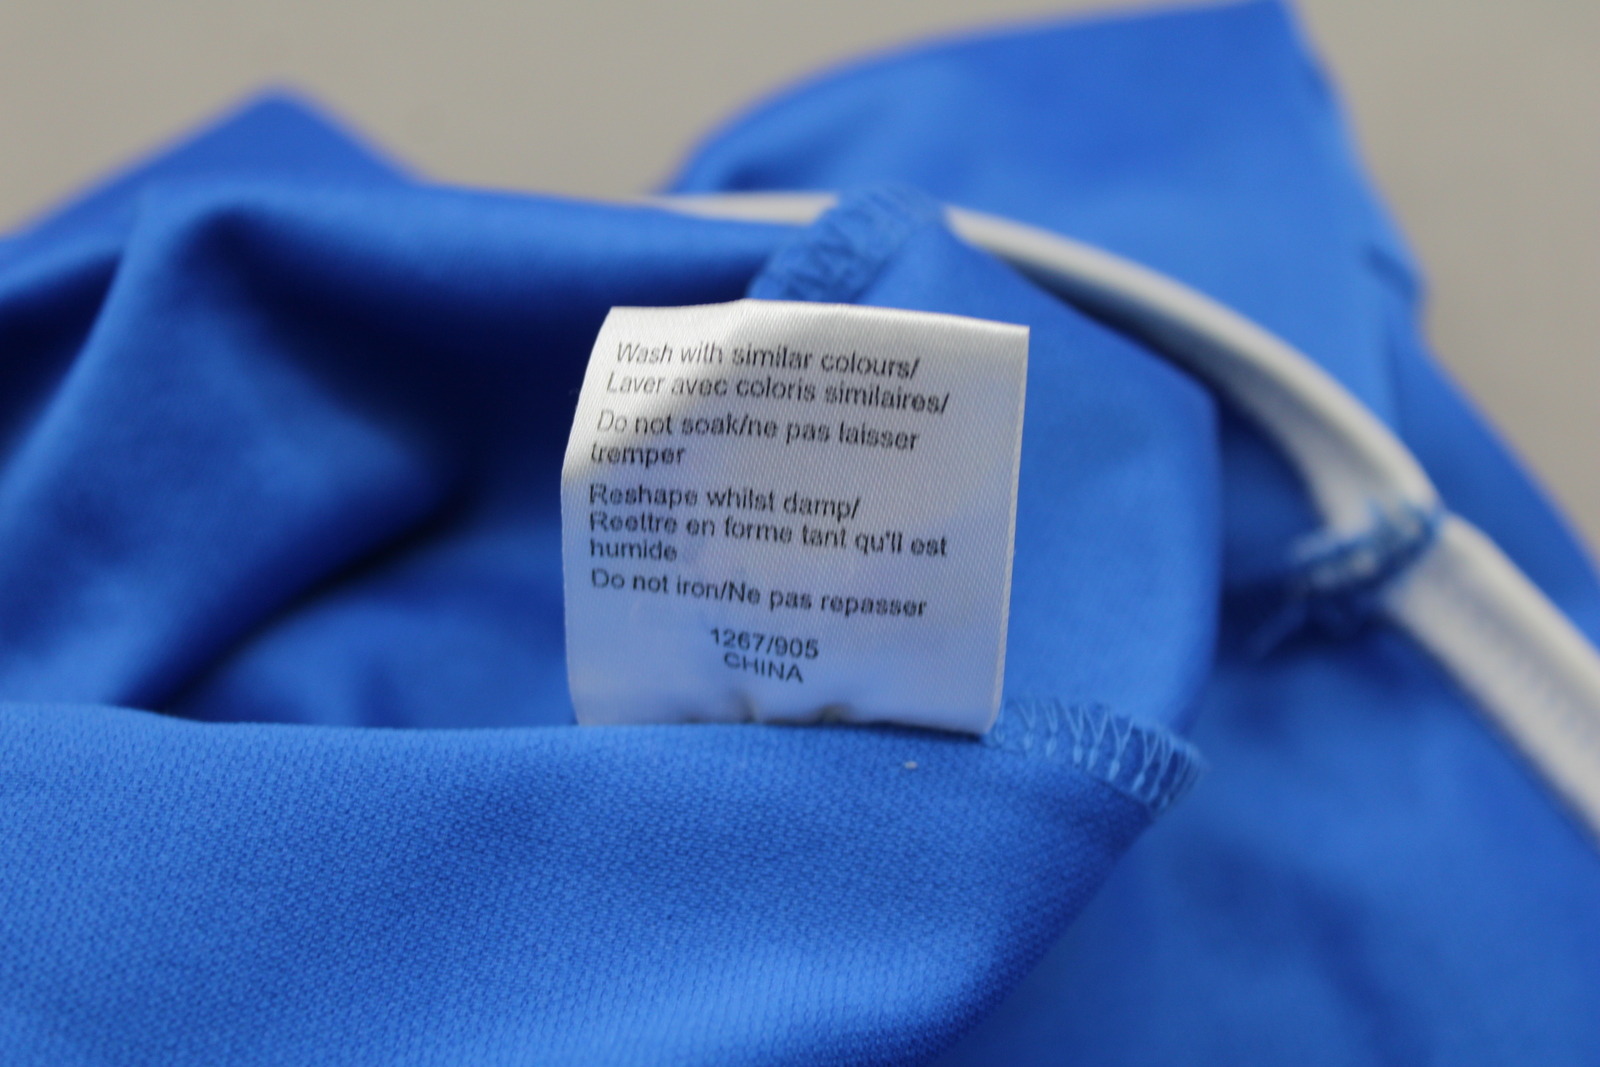 Wash with similar colours/
Laver avec coloris similaires/
Do not soak/ne pas laisser
tremper
Reshape whilst damp/
Reettre en forme tant qu'il est
humide
Do not iron/Ne pas repasser
1267/905
CHINA